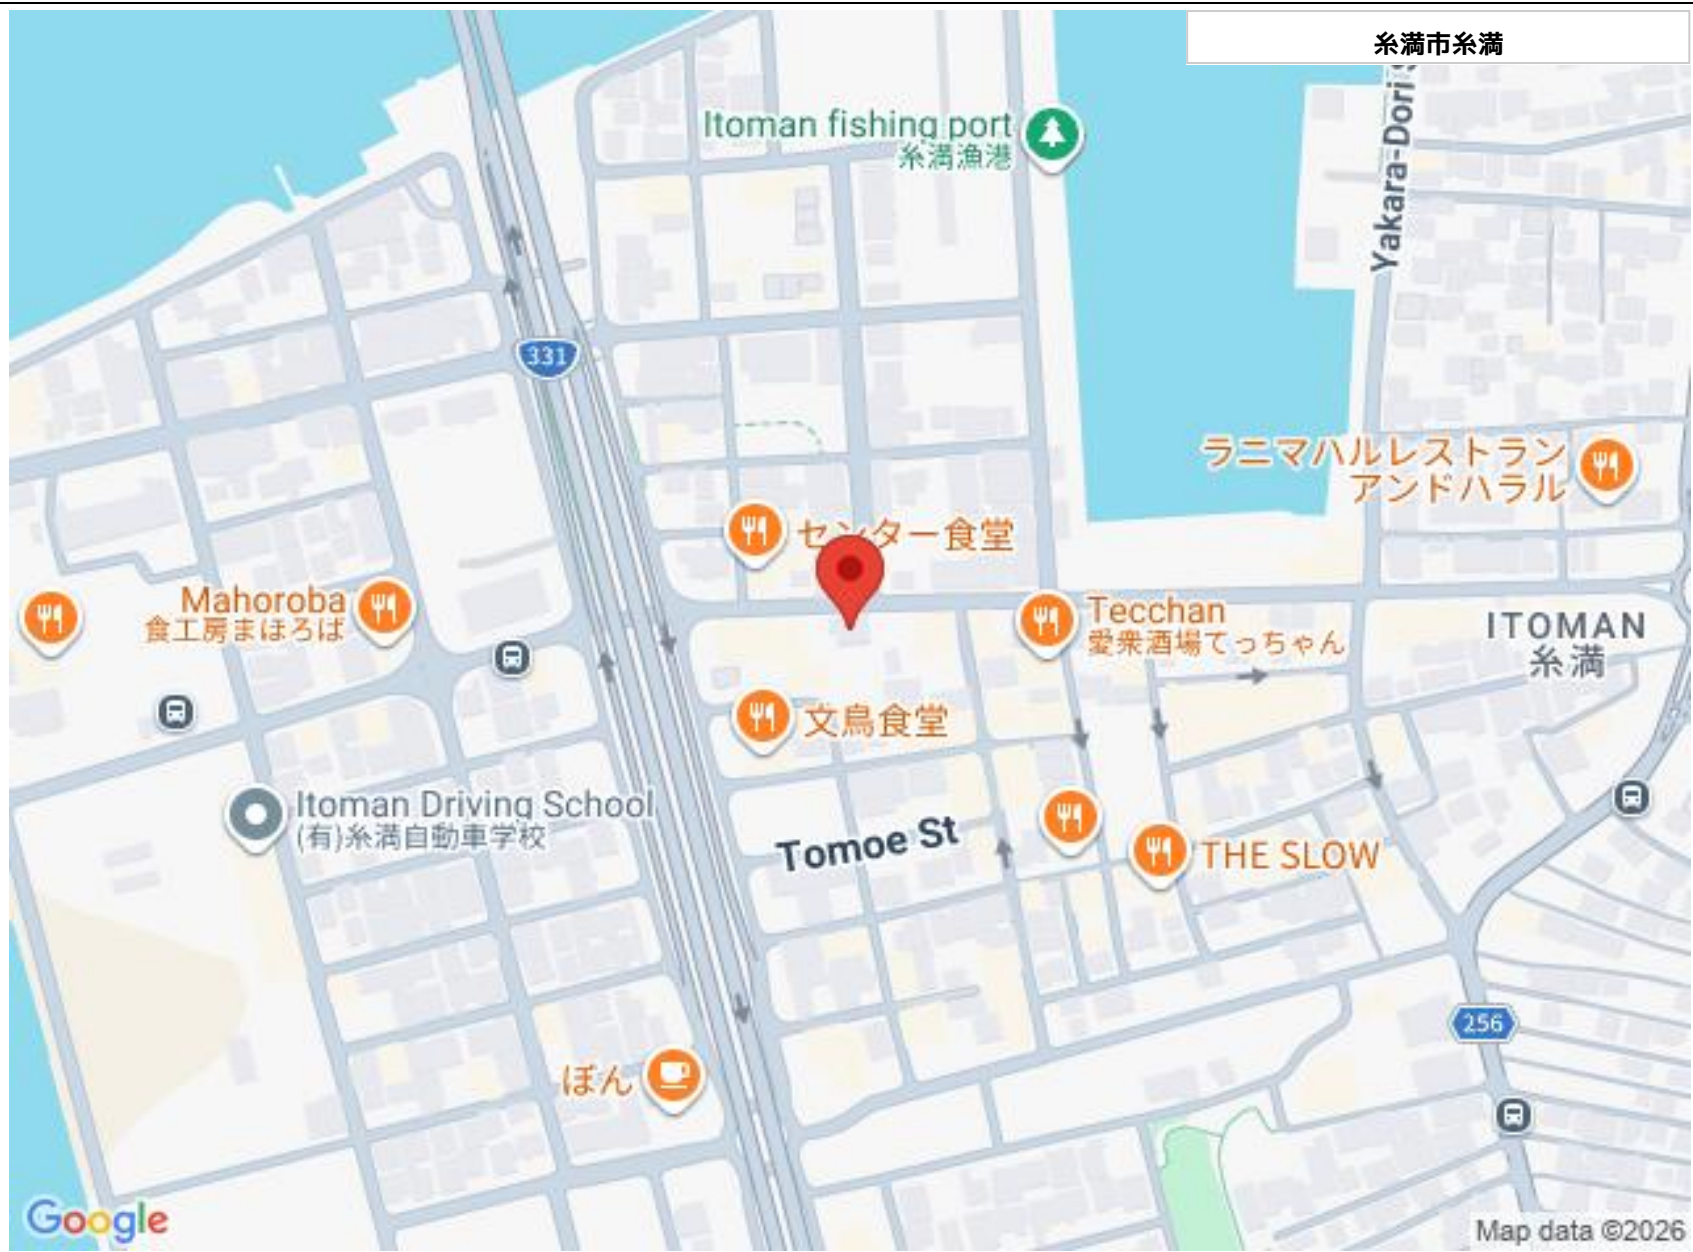 糸満市糸満
Itoman fishing port
糸満漁港
Yakara-Dori
331
ラニマハルレストラン
アンドハラル
センター食堂
Mahoroba
食工房まほろば
Tecchan
愛衆酒場てっちゃん
ITOMAN
糸満
文鳥食堂
Itoman Driving School
(有)糸満自動車学校
Tomoe St
THE SLOW
256
ぼん
Google
Map data ©2026